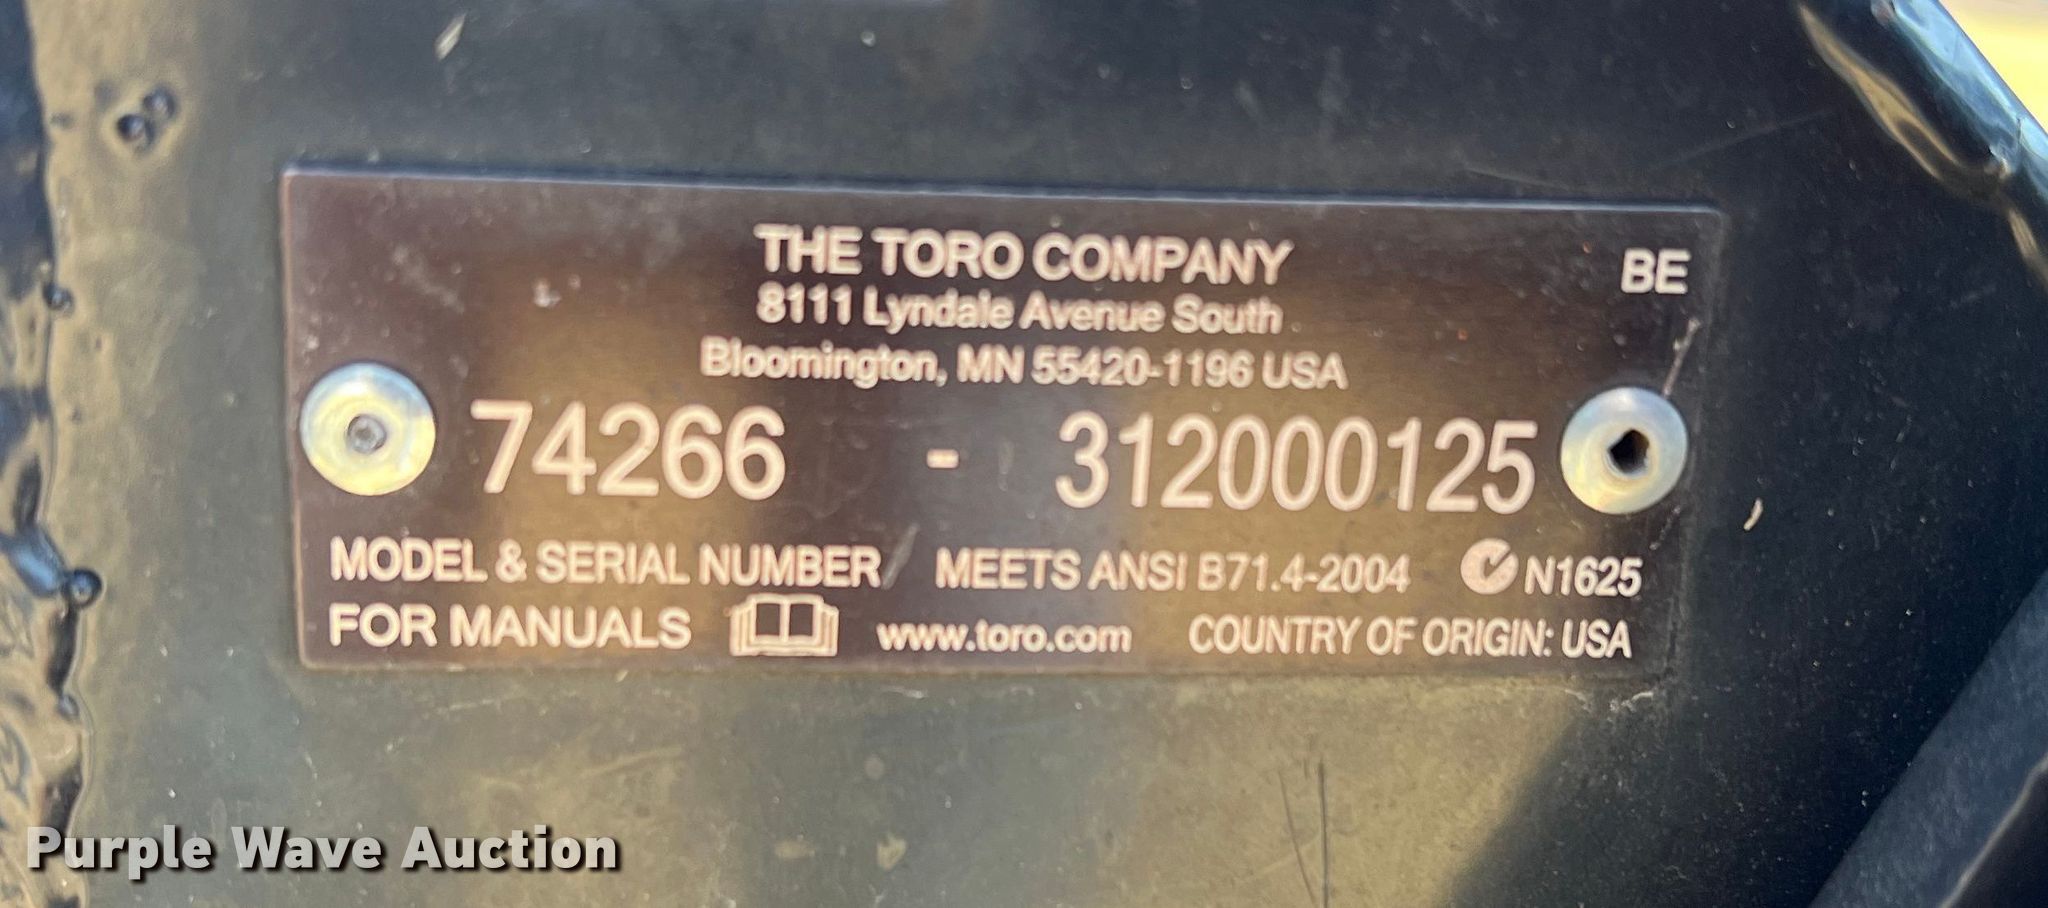 THE TORO COMPANY
BE
8111 Lyndale Avenue South
Bloomington, MN 55420-1196 USA
74266 - 312000125
MODEL & SERIAL NUMBER MEETS ANSI B71.4-2004 N1625
FOR MANUALS www.toro.com COUNTRY OF ORIGIN: USA
Purple Wave Auction